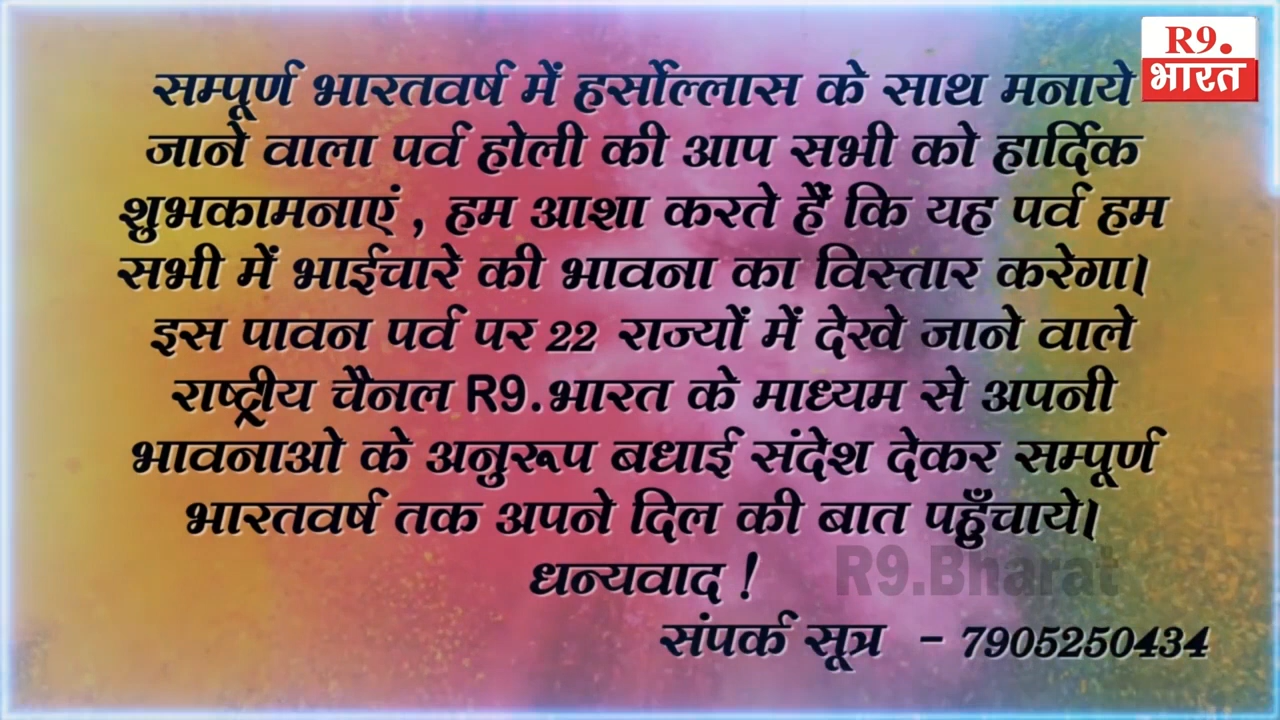 R9.
भारत
सम्पूर्ण भारतवर्ष में हर्सोल्लास के साथ मनाये
जाने वाला पर्व होली की आप सभी को हार्दिक
शुभकामनाएं , हम आशा करते हैं कि यह पर्व हम
सभी में भाईचारे की भावना का विस्तार करेगा।
इस पावन पर्व पर 22 राज्यों में देखे जाने वाले
राष्ट्रीय चैनल R9.भारत के माध्यम से अपनी
भावनाओ के अनुरूप बधाई संदेश देकर सम्पूर्ण
भारतवर्ष तक अपने दिल की बात पहुँचाये।
धन्यवाद !
R9.Bharat
संपर्क सूत्र - 7905250434